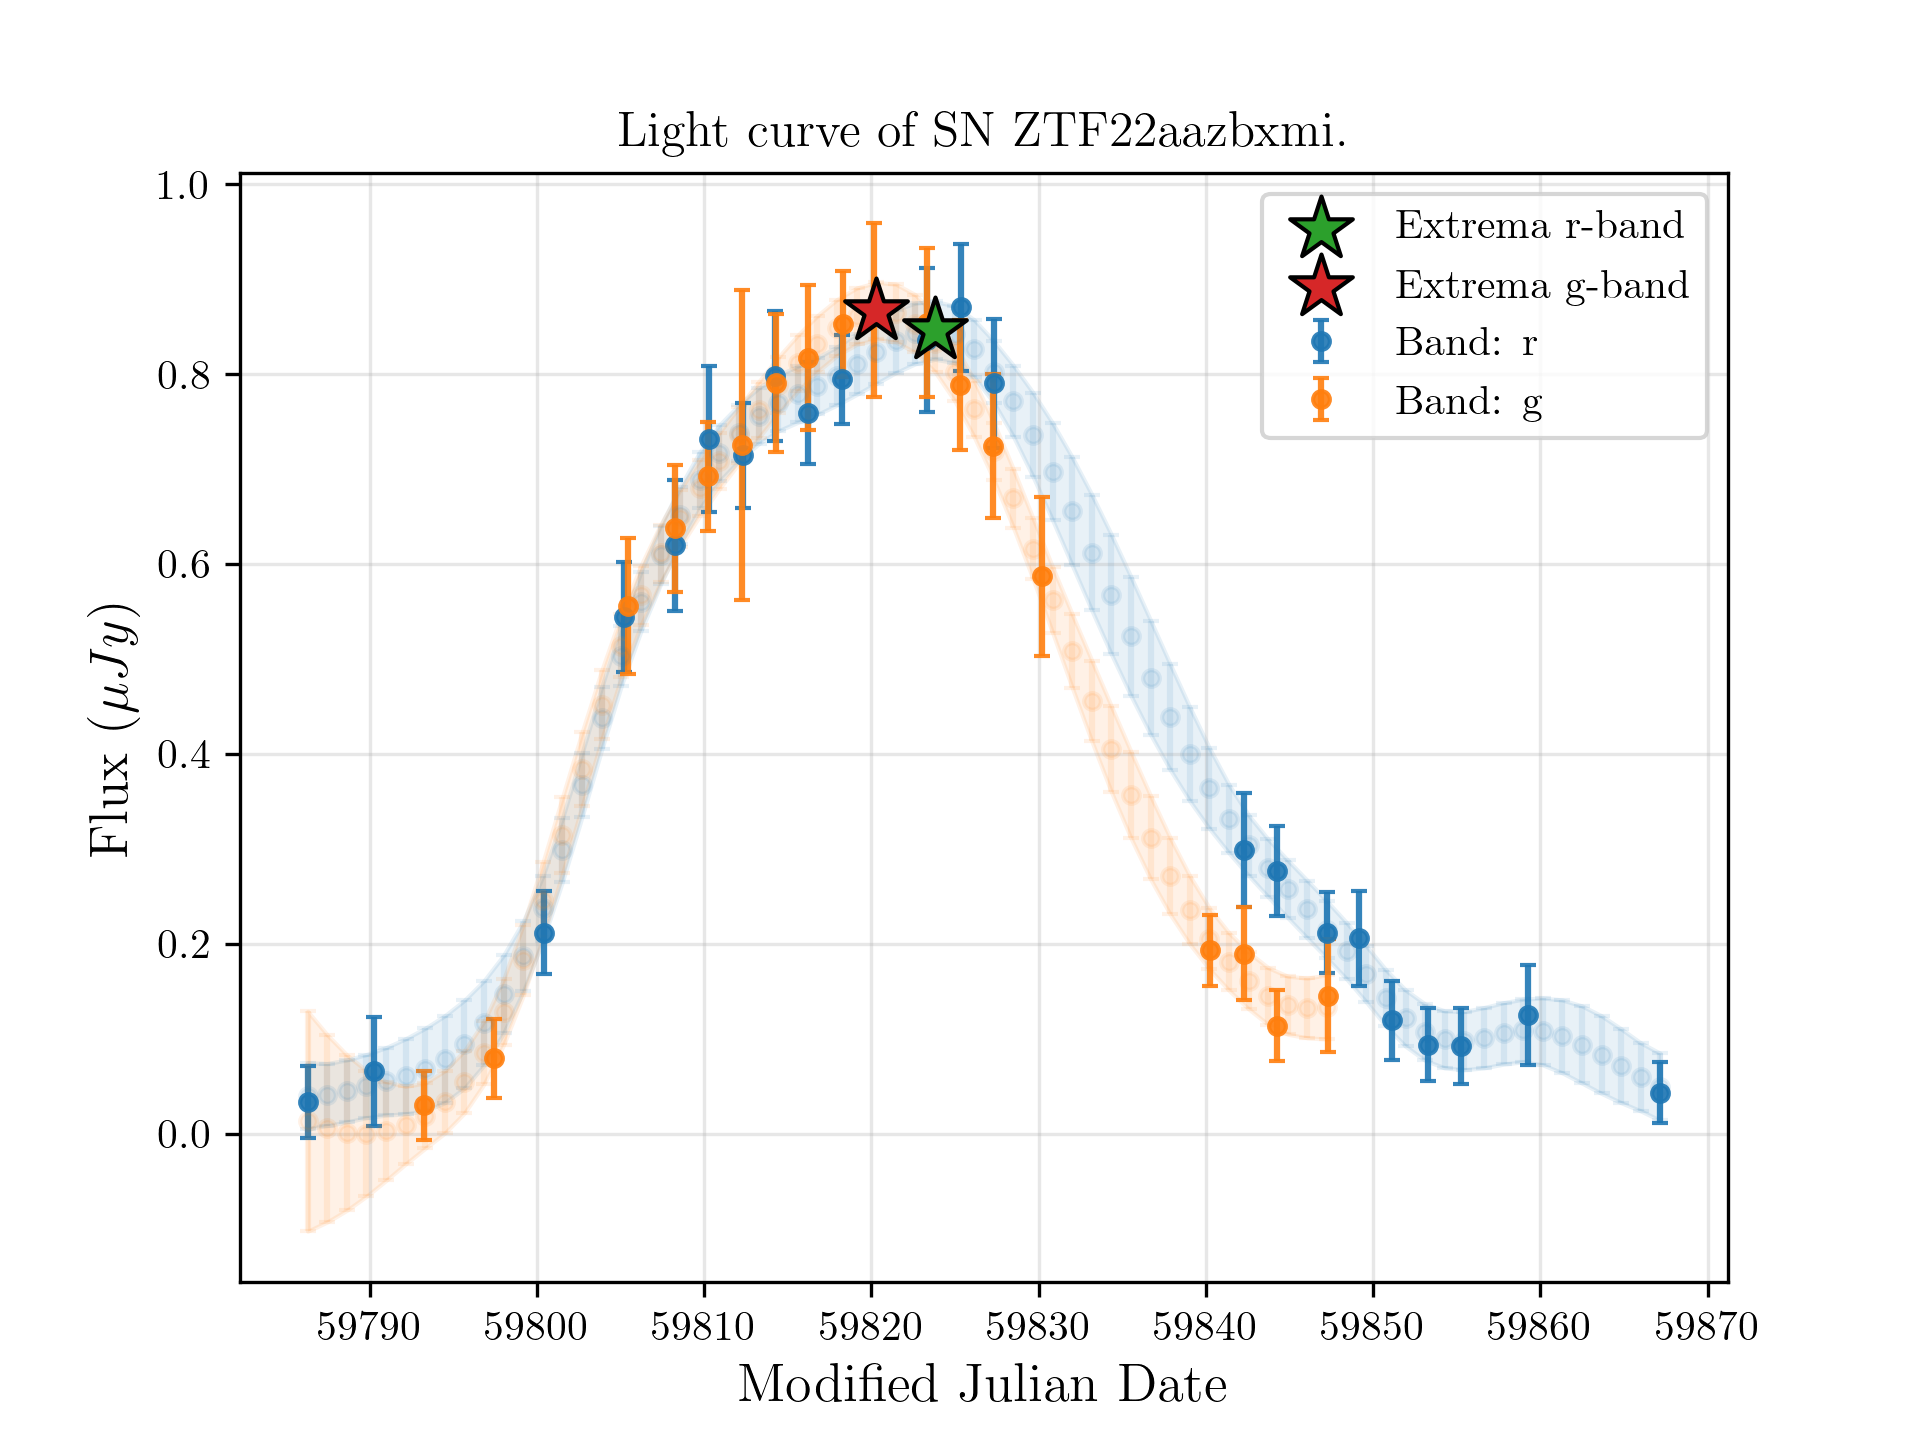 Light curve of SN ZTF22aazbxmi.
1.0
0.8
0.6
0.4
0.2
0.0
Flux (μJy)
Extrema r-band
Extrema g-band
Band: r
Band: g
59790 59800 59810 59820 59830 59840 59850 59860 59870
Modified Julian Date